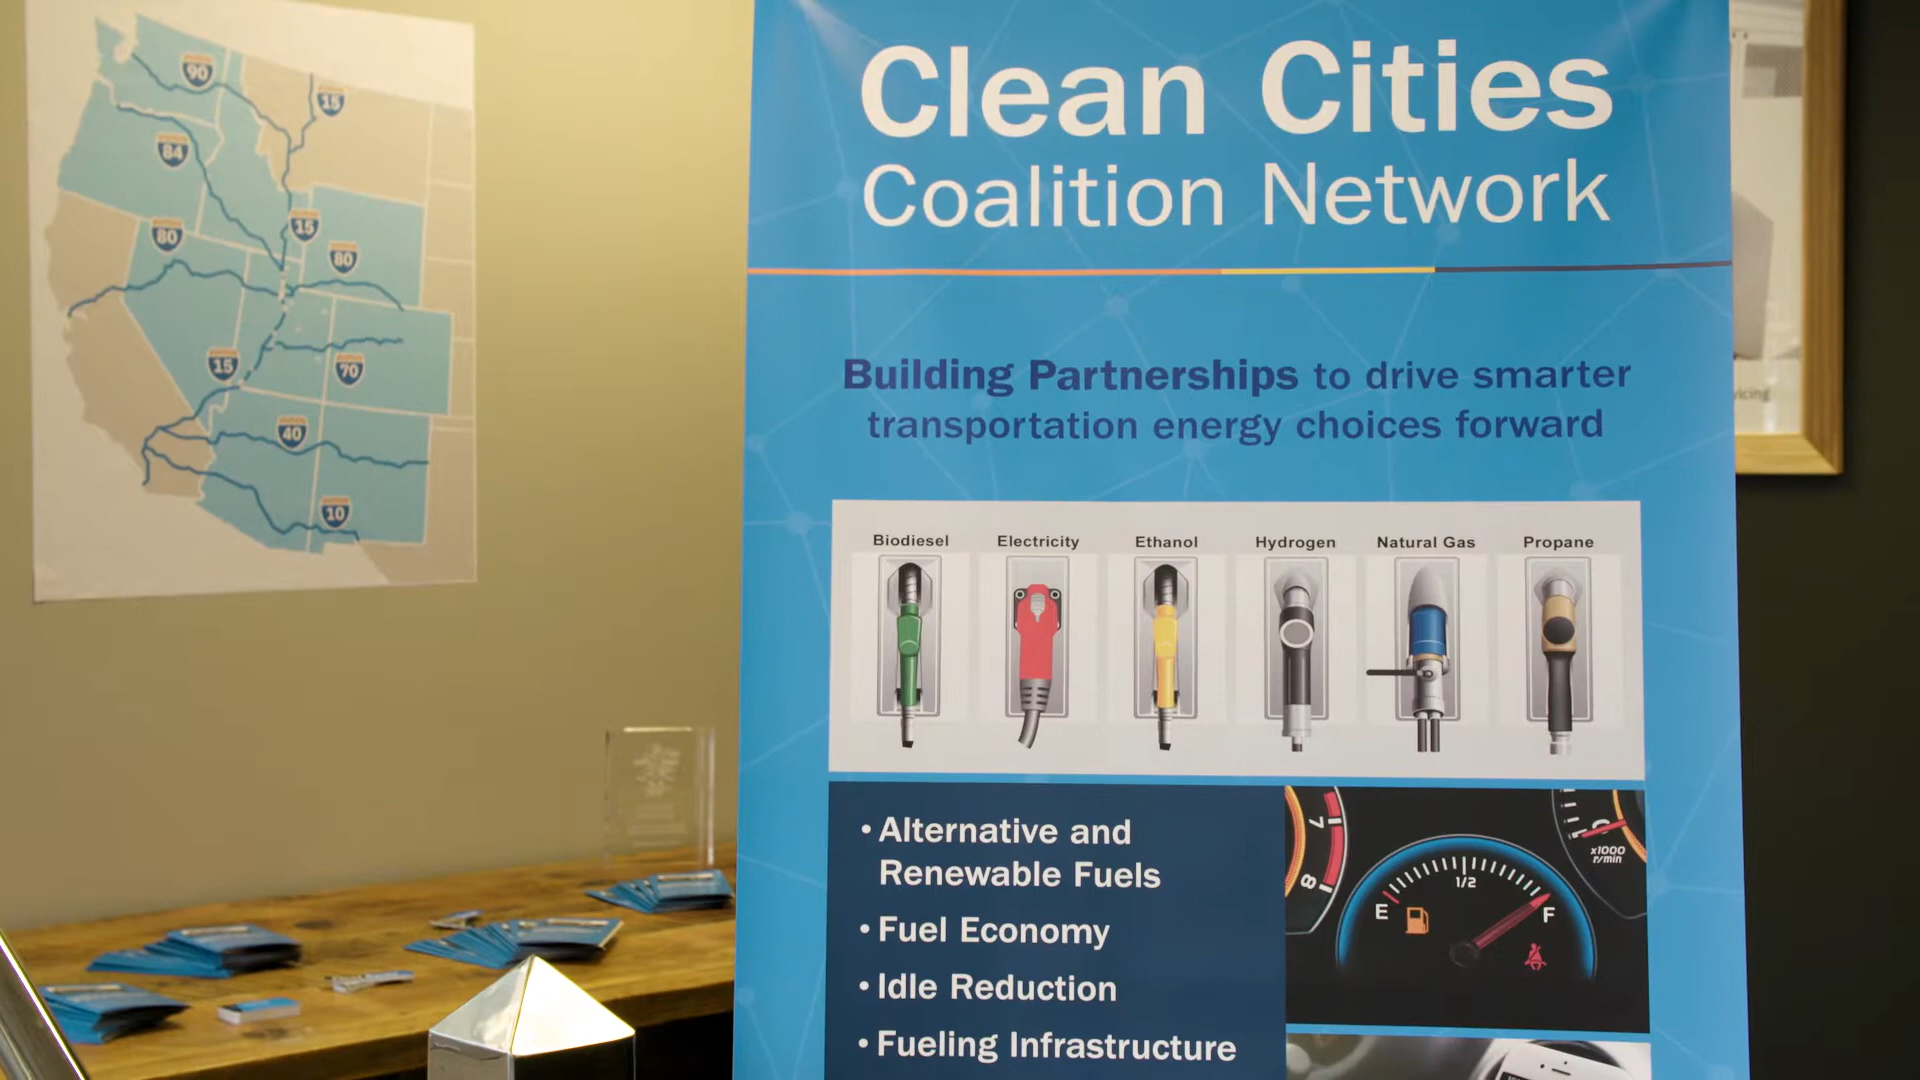 90
15
84
80
15
80
15
70
40
10
Clean Cities
Coalition Network
Building Partnerships to drive smarter
transportation energy choices forward
Biodiesel Electricity Ethanol Hydrogen Natural Gas Propane
• Alternative and
Renewable Fuels
• Fuel Economy
• Idle Reduction
• Fueling Infrastructure
7
8
E
1/2
F
x1000
r/min